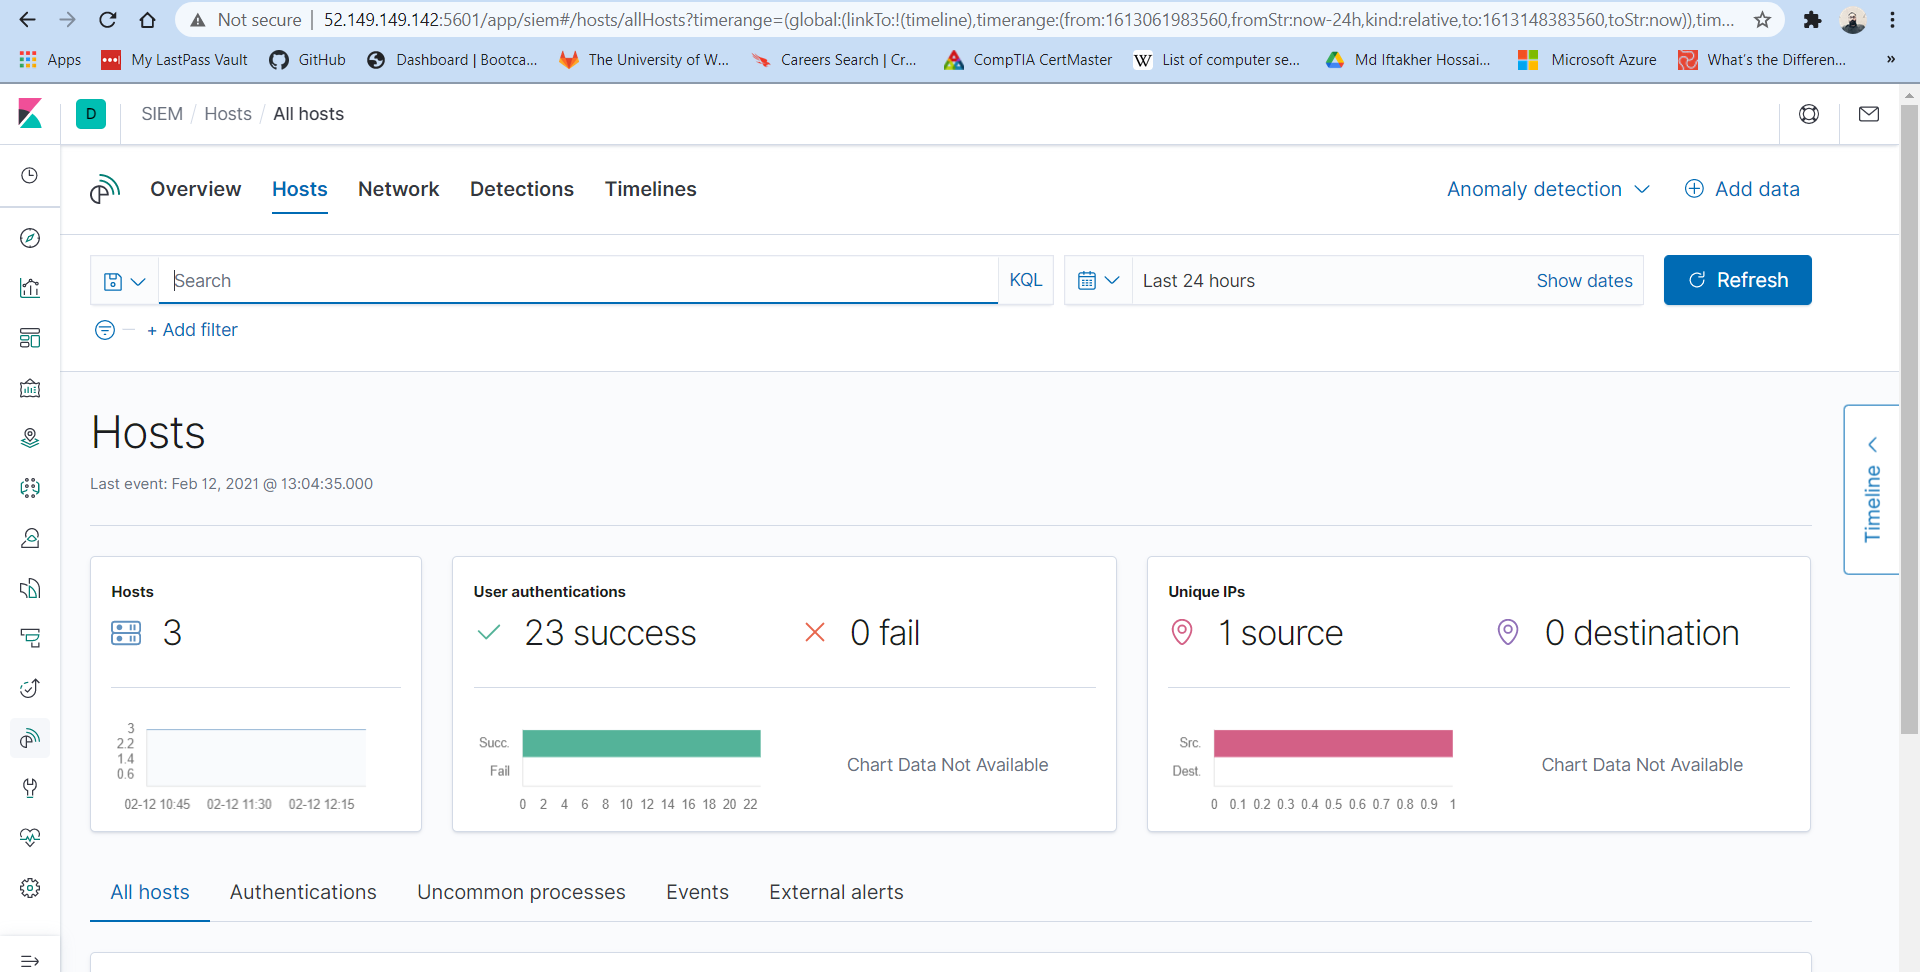 Not secure | 52.149.149.142:5601/app/siem#/hosts/allHosts?timerange=(global:(linkTo:!(timeline),timerange:(from:1613061983560,fromStr:now-24h,kind:relative,to:1613148383560,toStr:now)),tim...
Apps My LastPass Vault GitHub Dashboard | Bootca... The University of W... Careers Search | Cr... CompTIA CertMaster W List of computer se... Md Iftakher Hossai... Microsoft Azure What's the Differen... »
D SIEM / Hosts / All hosts
Overview Hosts Network Detections Timelines Anomaly detection Add data
Search KQL Last 24 hours Show dates Refresh
+ Add filter
Hosts
Last event: Feb 12, 2021 @ 13:04:35.000
Timeline
Hosts
3
3
2.2
1.4
0.6
02-12 10:45 02-12 11:30 02-12 12:15
User authentications
23 success 0 fail
Succ.
Fail
0 2 4 6 8 10 12 14 16 18 20 22
Chart Data Not Available
Unique IPs
1 source 0 destination
Src.
Dest.
0 0.1 0.2 0.3 0.4 0.5 0.6 0.7 0.8 0.9 1
Chart Data Not Available
All hosts Authentications Uncommon processes Events External alerts